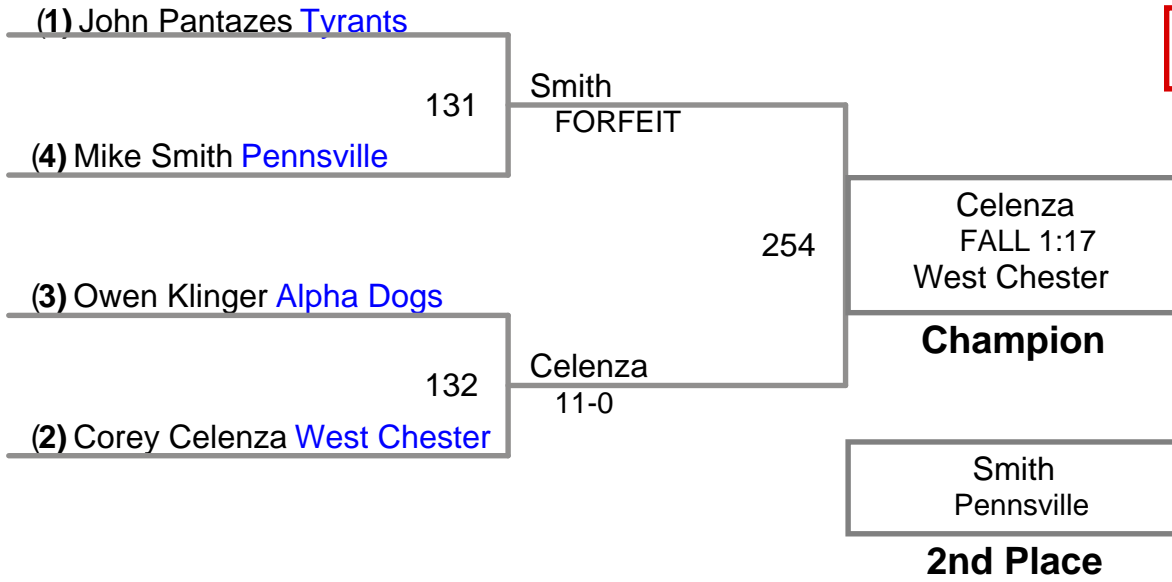 (1) John Pantazes Tyrants
131
Smith
FORFEIT
(4) Mike Smith Pennsville
254
Celenza
FALL 1:17
West Chester
Champion
(3) Owen Klinger Alpha Dogs
132
Celenza
11-0
(2) Corey Celenza West Chester
Smith
Pennsville
2nd Place